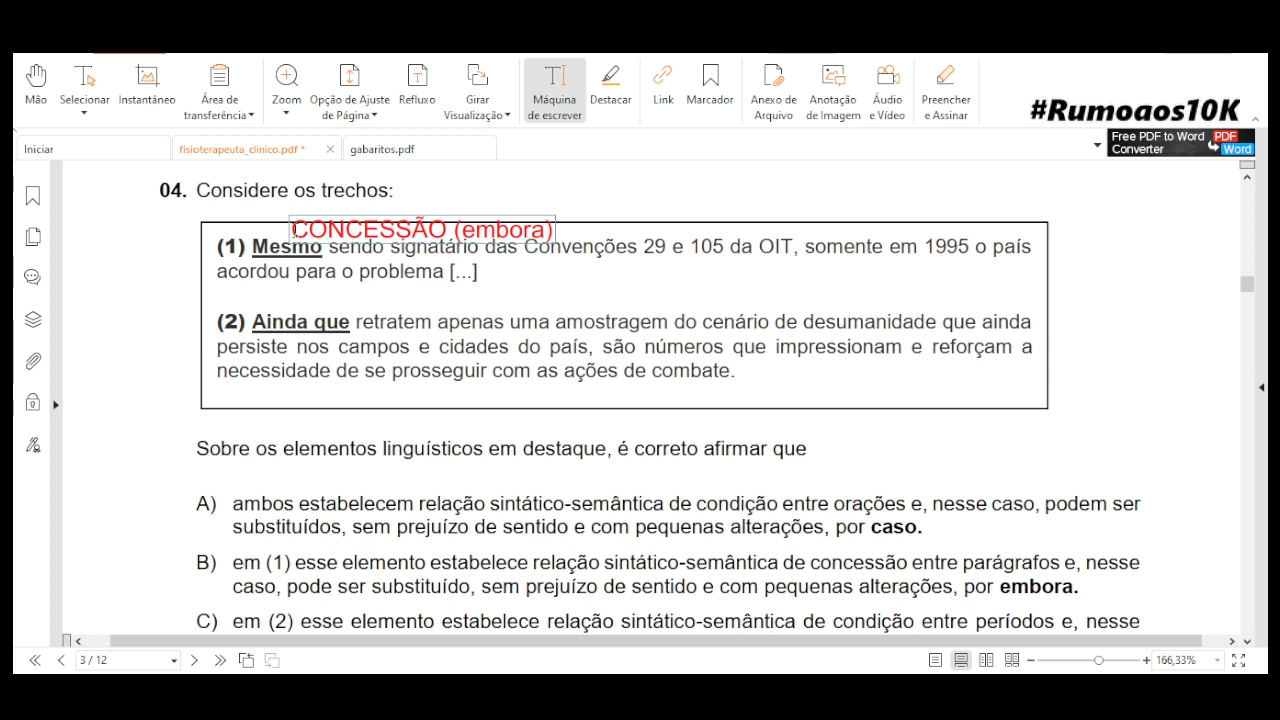 Mão
Selecionar
Instantâneo
Área de
transferência
Zoom
Opção de Ajuste
de Página
Refluxo
Girar
Visualização
Máquina
de escrever
Destacar
Link
Marcador
Anexo de
Arquivo
Anotação
de Imagem
Áudio
e Vídeo
Preencher
e Assinar
#Rumoaos10K
Iniciar
fisioterapeuta_clínico.pdf *
gabaritos.pdf
Free PDF to Word PDF
Converter Word
04. Considere os trechos:
CONCESSÃO (embora)
(1) Mesmo sendo signatário das Convenções 29 e 105 da OIT, somente em 1995 o país
acordou para o problema [...]
(2) Ainda que retratem apenas uma amostragem do cenário de desumanidade que ainda
persiste nos campos e cidades do país, são números que impressionam e reforçam a
necessidade de se prosseguir com as ações de combate.
Sobre os elementos linguísticos em destaque, é correto afirmar que
A) ambos estabelecem relação sintático-semântica de condição entre orações e, nesse caso, podem ser
substituídos, sem prejuízo de sentido e com pequenas alterações, por caso.
B) em (1) esse elemento estabelece relação sintático-semântica de concessão entre parágrafos e, nesse
caso, pode ser substituído, sem prejuízo de sentido e com pequenas alterações, por embora.
C) em (2) esse elemento estabelece relação sintático-semântica de condição entre períodos e, nesse
3 / 12
166,33%